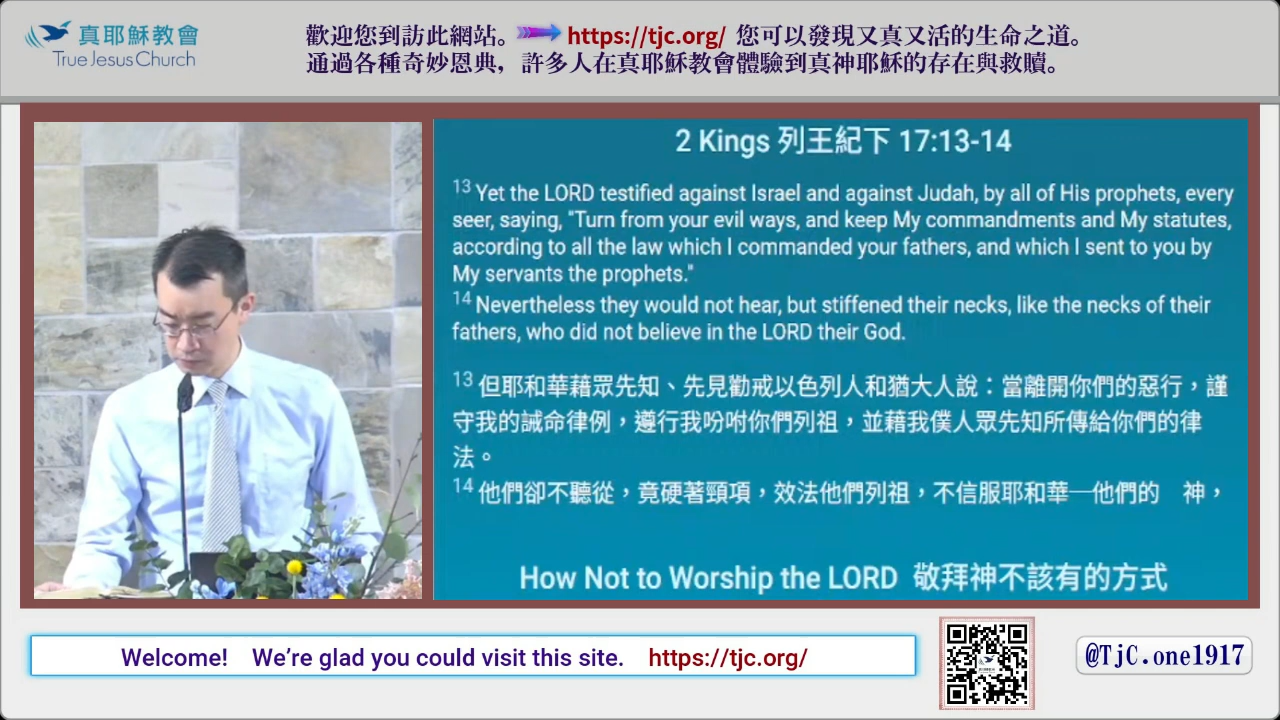 真耶穌教會
True Jesus Church
歡迎您到訪此網站。 https://tjc.org/ 您可以發現又真又活的生命之道。
通過各種奇妙恩典，許多人在真耶穌教會體驗到真神耶穌的存在與救贖。
2 Kings 列王紀下 17:13-14
13 Yet the LORD testified against Israel and against Judah, by all of His prophets, every
seer, saying, "Turn from your evil ways, and keep My commandments and My statutes,
according to all the law which I commanded your fathers, and which I sent to you by
My servants the prophets."
14 Nevertheless they would not hear, but stiffened their necks, like the necks of their
fathers, who did not believe in the LORD their God.
13 但耶和華藉眾先知、先見勸戒以色列人和猶大人說：當離開你們的惡行，謹
守我的誡命律例，遵行我吩咐你們列祖，並藉我僕人眾先知所傳給你們的律
法。
14 他們卻不聽從，竟硬著頸項，效法他們列祖，不信服耶和華─他們的　神，
How Not to Worship the LORD 敬拜神不該有的方式
Welcome! We’re glad you could visit this site. https://tjc.org/
@TjC.one1917